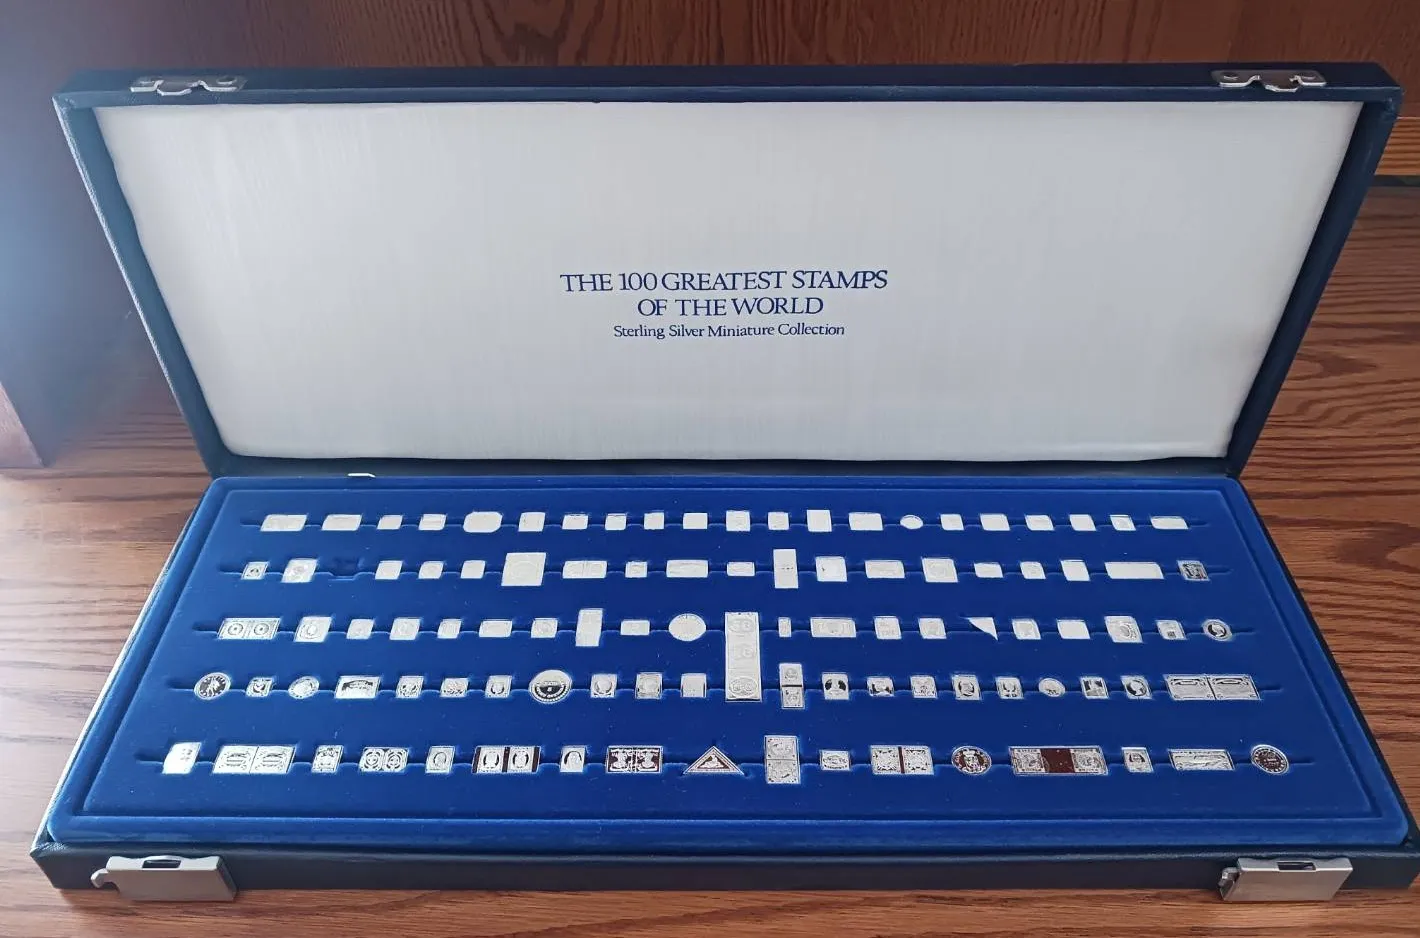 THE 100 GREATEST STAMPS
OF THE WORLD
Sterling Silver Miniature Collection